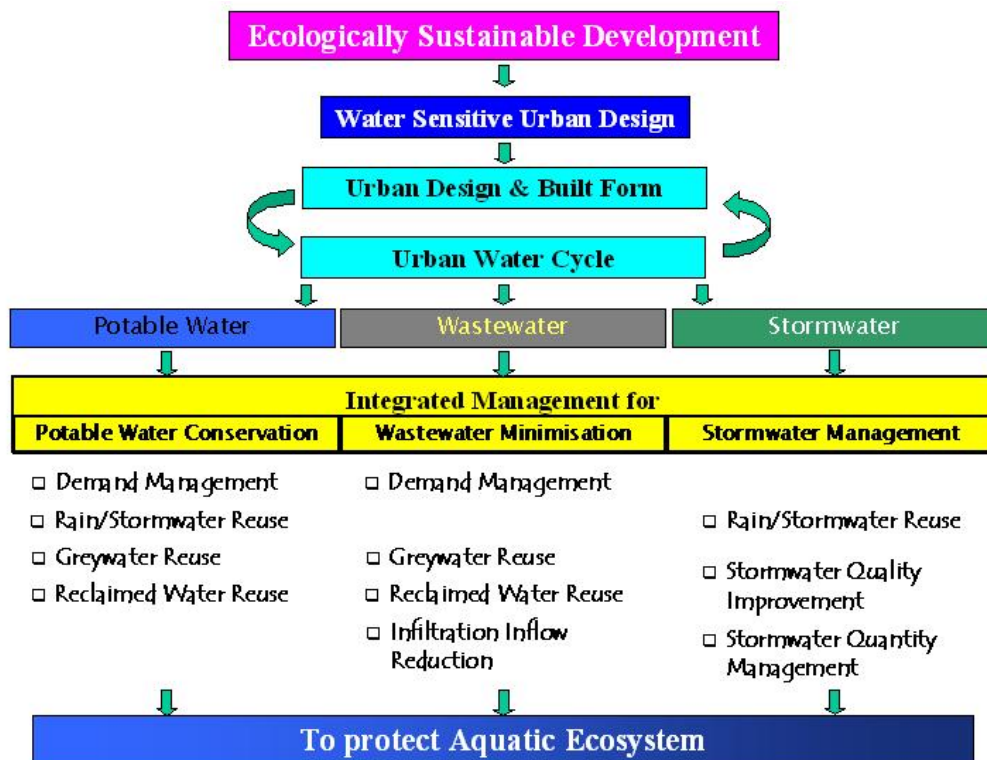 Ecologically Sustainable Development
Water Sensitive Urban Design
Urban Design & Built Form
Urban Water Cycle
Potable Water
Wastewater
Stormwater
Integrated Management for
Potable Water Conservation
Wastewater Minimisation
Stormwater Management
Demand Management
Rain/Stormwater Reuse
Greywater Reuse
Reclaimed Water Reuse
Demand Management
Greywater Reuse
Reclaimed Water Reuse
Infiltration Inflow
Reduction
Rain/Stormwater Reuse
Stormwater Quality
Improvement
Stormwater Quantity
Management
To protect Aquatic Ecosystem